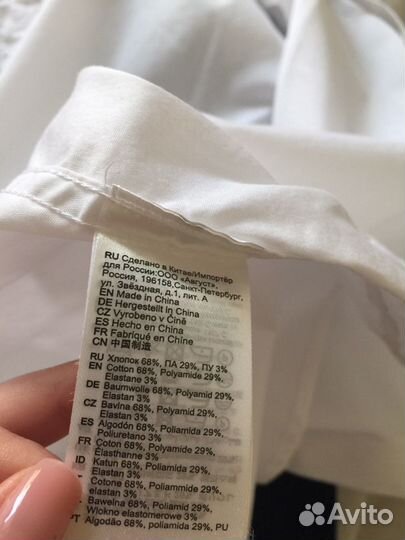 RU Сделано в Китае/Импортёр
для России:ООО «Август»,
Россия, 196158,Санкт-Петербург,
ул. Звёздная, д.1, лит. А
EN Made in China
DE Hergestellt in China
CZ Vyrobeno v Číně
ES Hecho en China
FR Fabriqué en Chine
CN 中国制造
RU Хлопок 68%, ПА 29%, ПУ 3%
EN Cotton 68%, Polyamide 29%,
Elastane 3%
DE Baumwolle 68%, Polyamid 29%,
Elastan 3%
CZ Bavlna 68%, Polyamid 29%,
Elastan 3%
ES Algodón 68%, Poliamida 29%,
Poliuretano 3%
FR Coton 68%, Polyamide 29%,
Élasthanne 3%
ID Katun 68%, Poliamida 29%,
Elastan 3%
Cotone 68%, Poliammide 29%,
elastan 3%
Bawełna 68%, Poliamid 29%,
Włókno elastomerowe 3%
PT Algodão 68%, poliamida 29%, PU
Avito